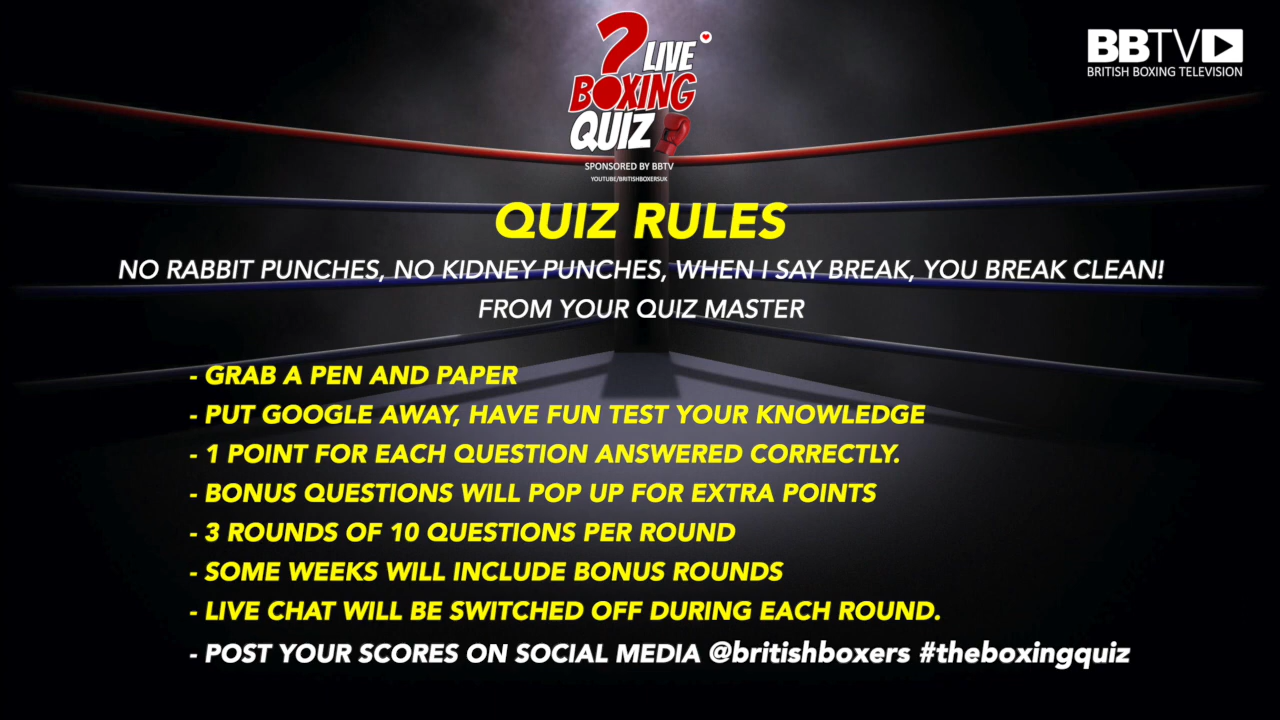 ? LIVE
BOXING
QUIZ
SPONSORED BY BBTV
YOUTUBE/BRITISHBOXERSUK
BBTV
BRITISH BOXING TELEVISION
QUIZ RULES
NO RABBIT PUNCHES, NO KIDNEY PUNCHES, WHEN I SAY BREAK, YOU BREAK CLEAN!
FROM YOUR QUIZ MASTER
- GRAB A PEN AND PAPER
- PUT GOOGLE AWAY, HAVE FUN TEST YOUR KNOWLEDGE
- 1 POINT FOR EACH QUESTION ANSWERED CORRECTLY.
- BONUS QUESTIONS WILL POP UP FOR EXTRA POINTS
- 3 ROUNDS OF 10 QUESTIONS PER ROUND
- SOME WEEKS WILL INCLUDE BONUS ROUNDS
- LIVE CHAT WILL BE SWITCHED OFF DURING EACH ROUND.
- POST YOUR SCORES ON SOCIAL MEDIA @britishboxers #theboxingquiz